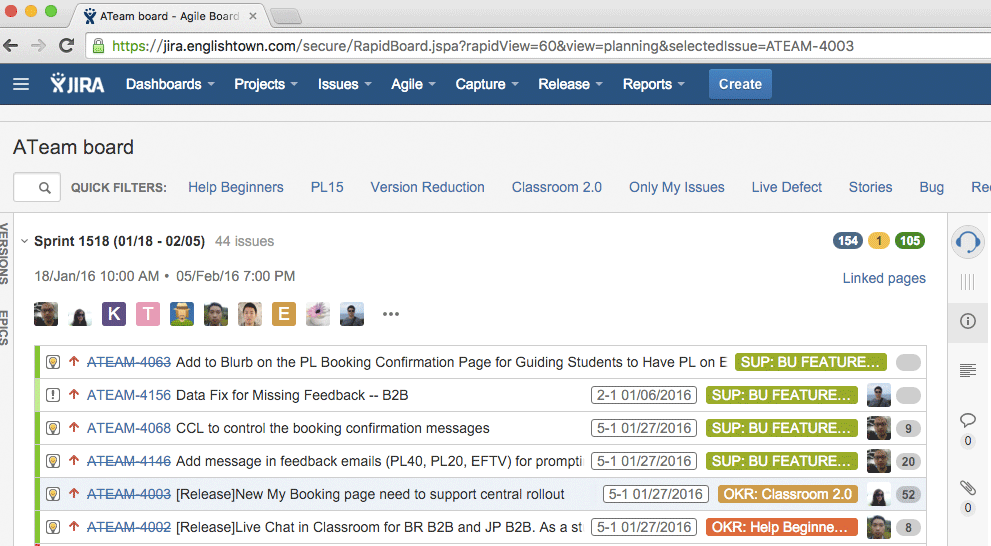 ATeam board - Agile Board
https://jira.englishtown.com/secure/RapidBoard.jspa?rapidView=60&view=planning&selectedIssue=ATEAM-4003
JIRA Dashboards Projects Issues Agile Capture Release Reports Create
ATeam board
QUICK FILTERS: Help Beginners PL15 Version Reduction Classroom 2.0 Only My Issues Live Defect Stories Bug Re
VERSIONS
EPICS
Sprint 1518 (01/18 - 02/05) 44 issues 154 1 105
18/Jan/16 10:00 AM • 05/Feb/16 7:00 PM Linked pages
K T E ...
ATEAM-4063 Add to Blurb on the PL Booking Confirmation Page for Guiding Students to Have PL on E SUP: BU FEATURE...
ATEAM-4156 Data Fix for Missing Feedback -- B2B 2-1 01/06/2016 SUP: BU FEATURE...
ATEAM-4068 CCL to control the booking confirmation messages 5-1 01/27/2016 SUP: BU FEATURE... 9
ATEAM-4146 Add message in feedback emails (PL40, PL20, EFTV) for prompti 5-1 01/27/2016 SUP: BU FEATURE... 20
ATEAM-4003 [Release]New My Booking page need to support central rollout 5-1 01/27/2016 OKR: Classroom 2.0 52
ATEAM-4002 [Release]Live Chat in Classroom for BR B2B and JP B2B. As a st 5-1 01/27/2016 OKR: Help Beginne... 8
0
0